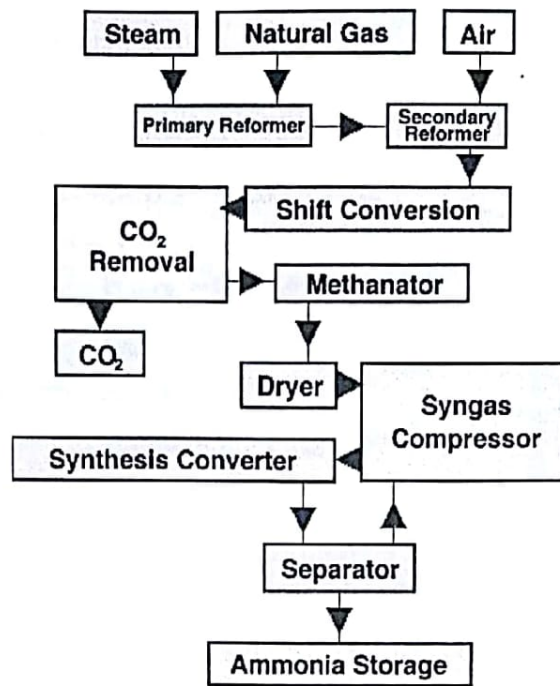 Steam
Natural Gas
Air
Primary Reformer
Secondary
Reformer
Shift Conversion
CO₂
Removal
Methanator
CO₂
Dryer
Syngas
Compressor
Synthesis Converter
Separator
Ammonia Storage